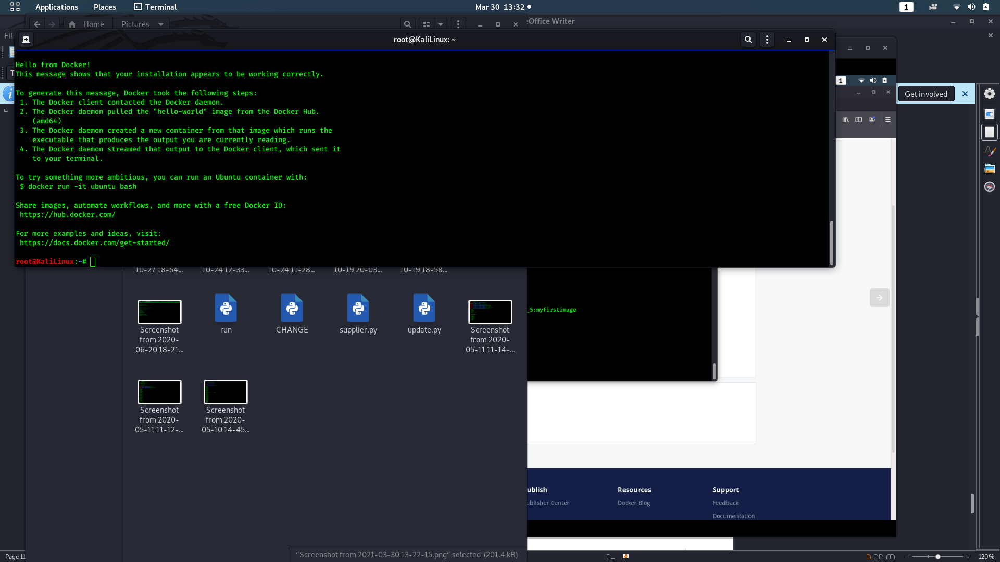 Applications Places Terminal Mar 30 13:32 1
Home Pictures
eOffice Writer
root@KaliLinux: ~
Hello from Docker!
This message shows that your installation appears to be working correctly.
To generate this message, Docker took the following steps:
1. The Docker client contacted the Docker daemon.
2. The Docker daemon pulled the "hello-world" image from the Docker Hub.
(amd64)
3. The Docker daemon created a new container from that image which runs the
executable that produces the output you are currently reading.
4. The Docker daemon streamed that output to the Docker client, which sent it
to your terminal.
To try something more ambitious, you can run an Ubuntu container with:
$ docker run -it ubuntu bash
Share images, automate workflows, and more with a free Docker ID:
https://hub.docker.com/
For more examples and ideas, visit:
https://docs.docker.com/get-started/
root@KaliLinux:~#
1
Get involved
10-27 18-54... 10-24 12-33... 10-24 11-28... 10-19 20-03... 10-19 18-58...
_5:myfirstimage
Screenshot
from 2020-
06-20 18-21...
run
CHANGE
supplier.py
update.py
Screenshot
from 2020-
05-11 11-14-...
Screenshot
from 2020-
05-11 11-12-...
Screenshot
from 2020-
05-10 14-45...
ublish
ublisher Center
Resources
Docker Blog
Support
Feedback
Documentation
"Screenshot from 2021-03-30 13-22-15.png" selected (201.4 kB)
Page 11
120%